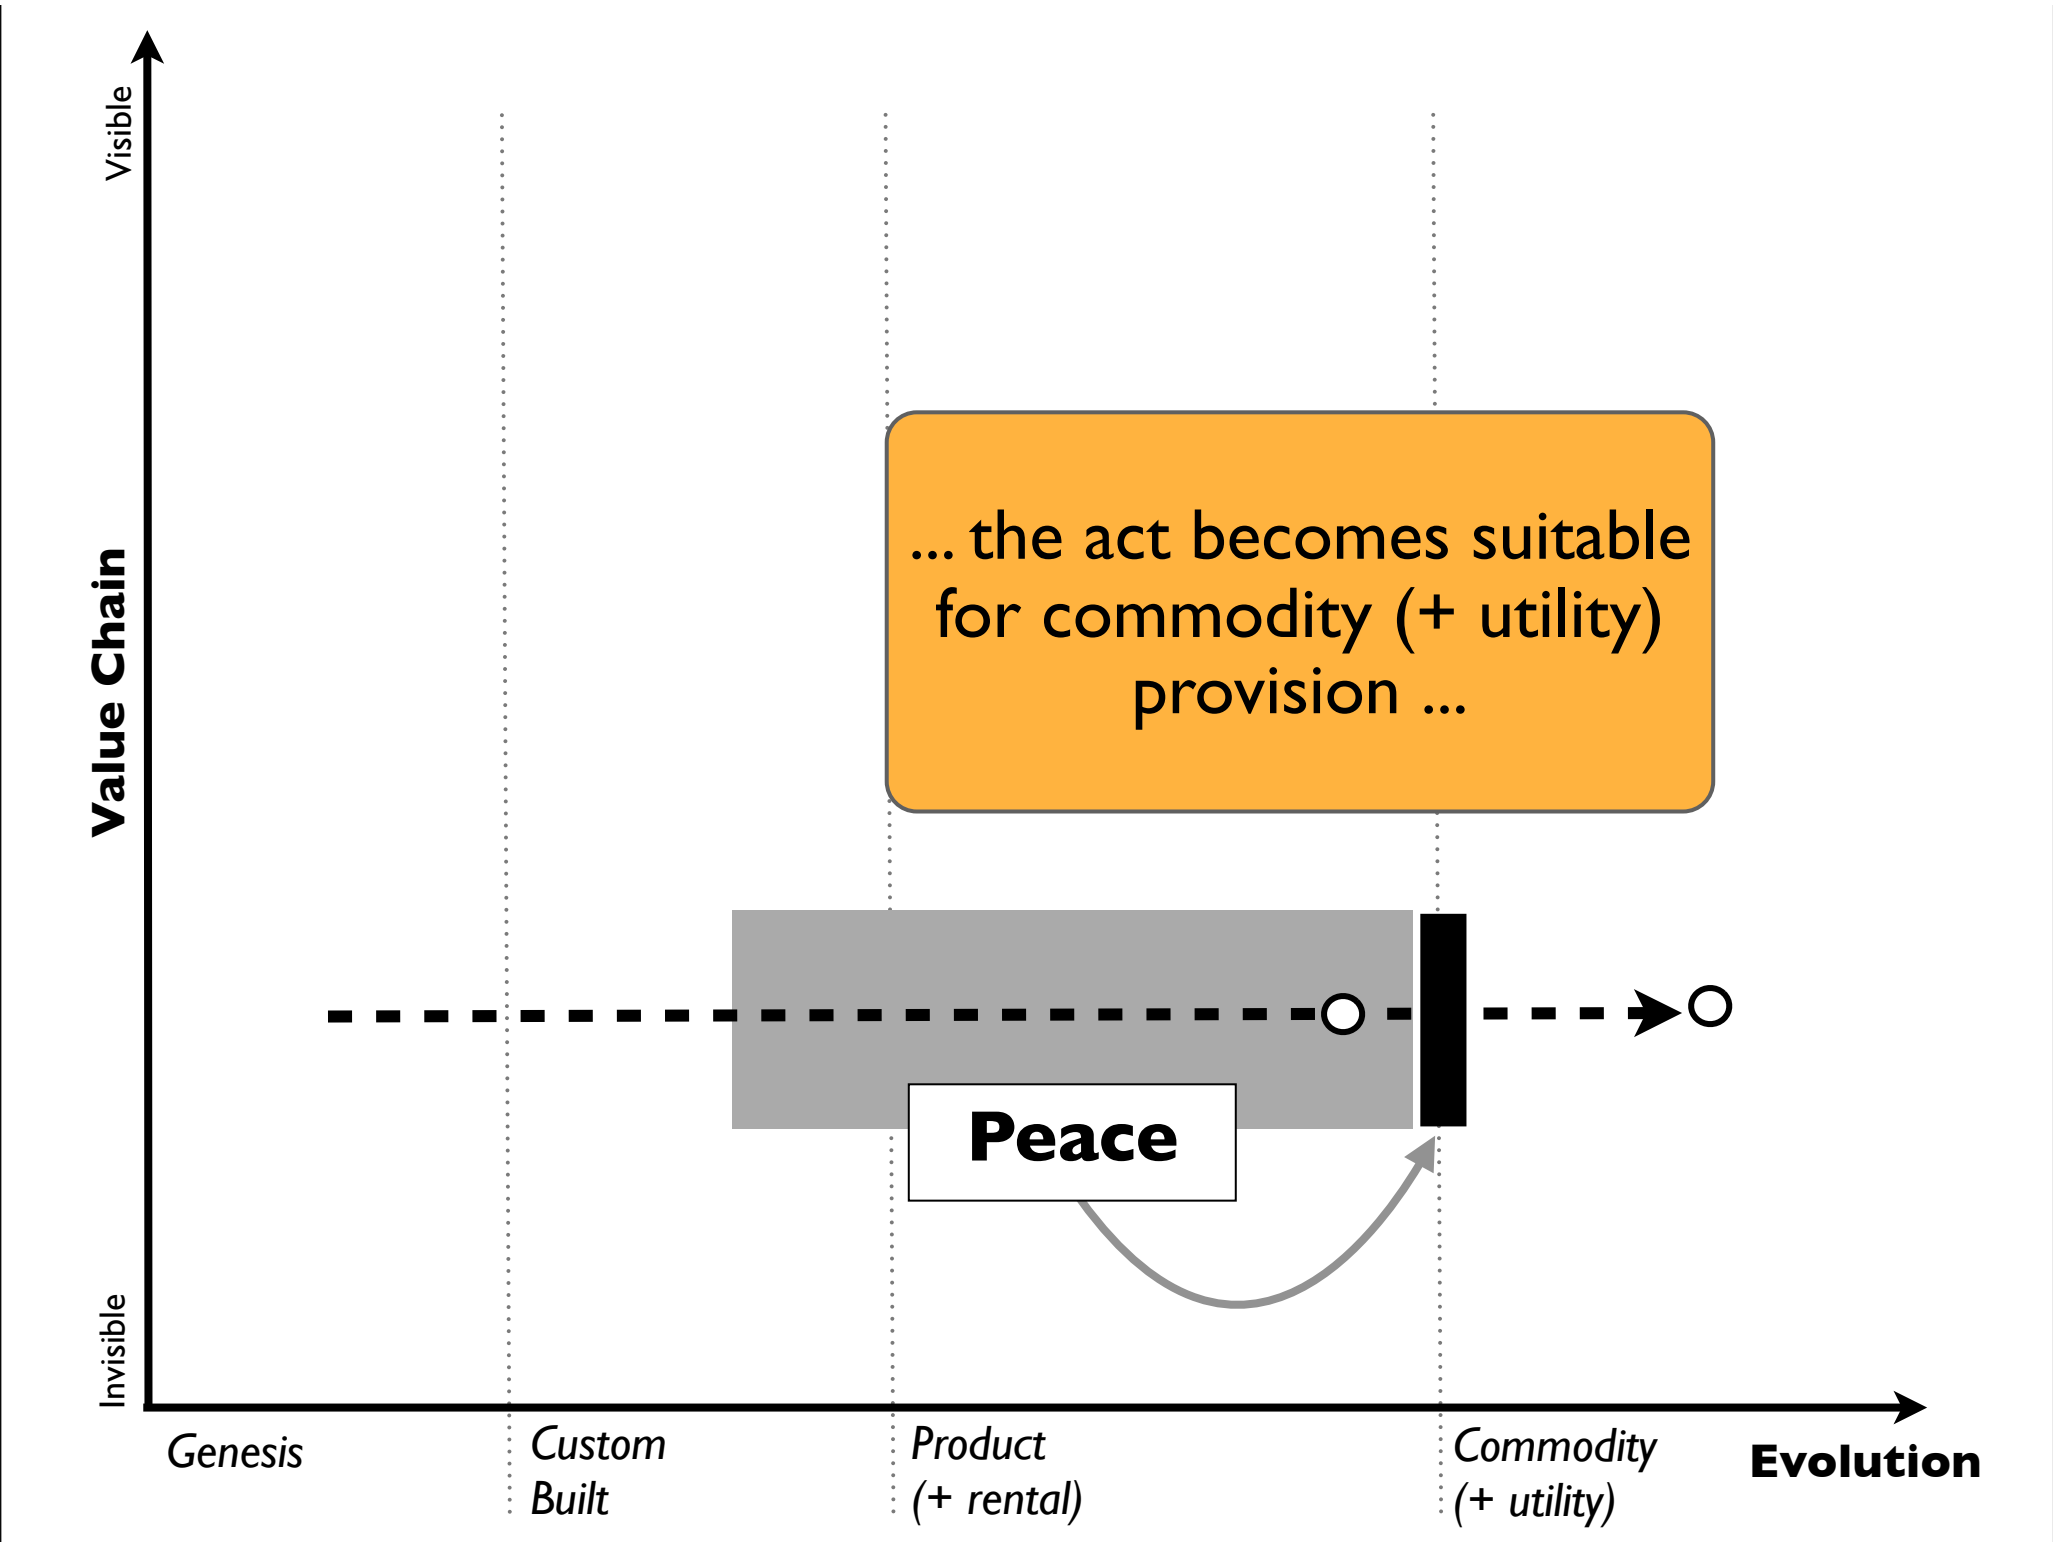 Visible
Value Chain
Invisible
... the act becomes suitable
for commodity (+ utility)
provision ...
Peace
Genesis
Custom
Built
Product
(+ rental)
Commodity
(+ utility)
Evolution